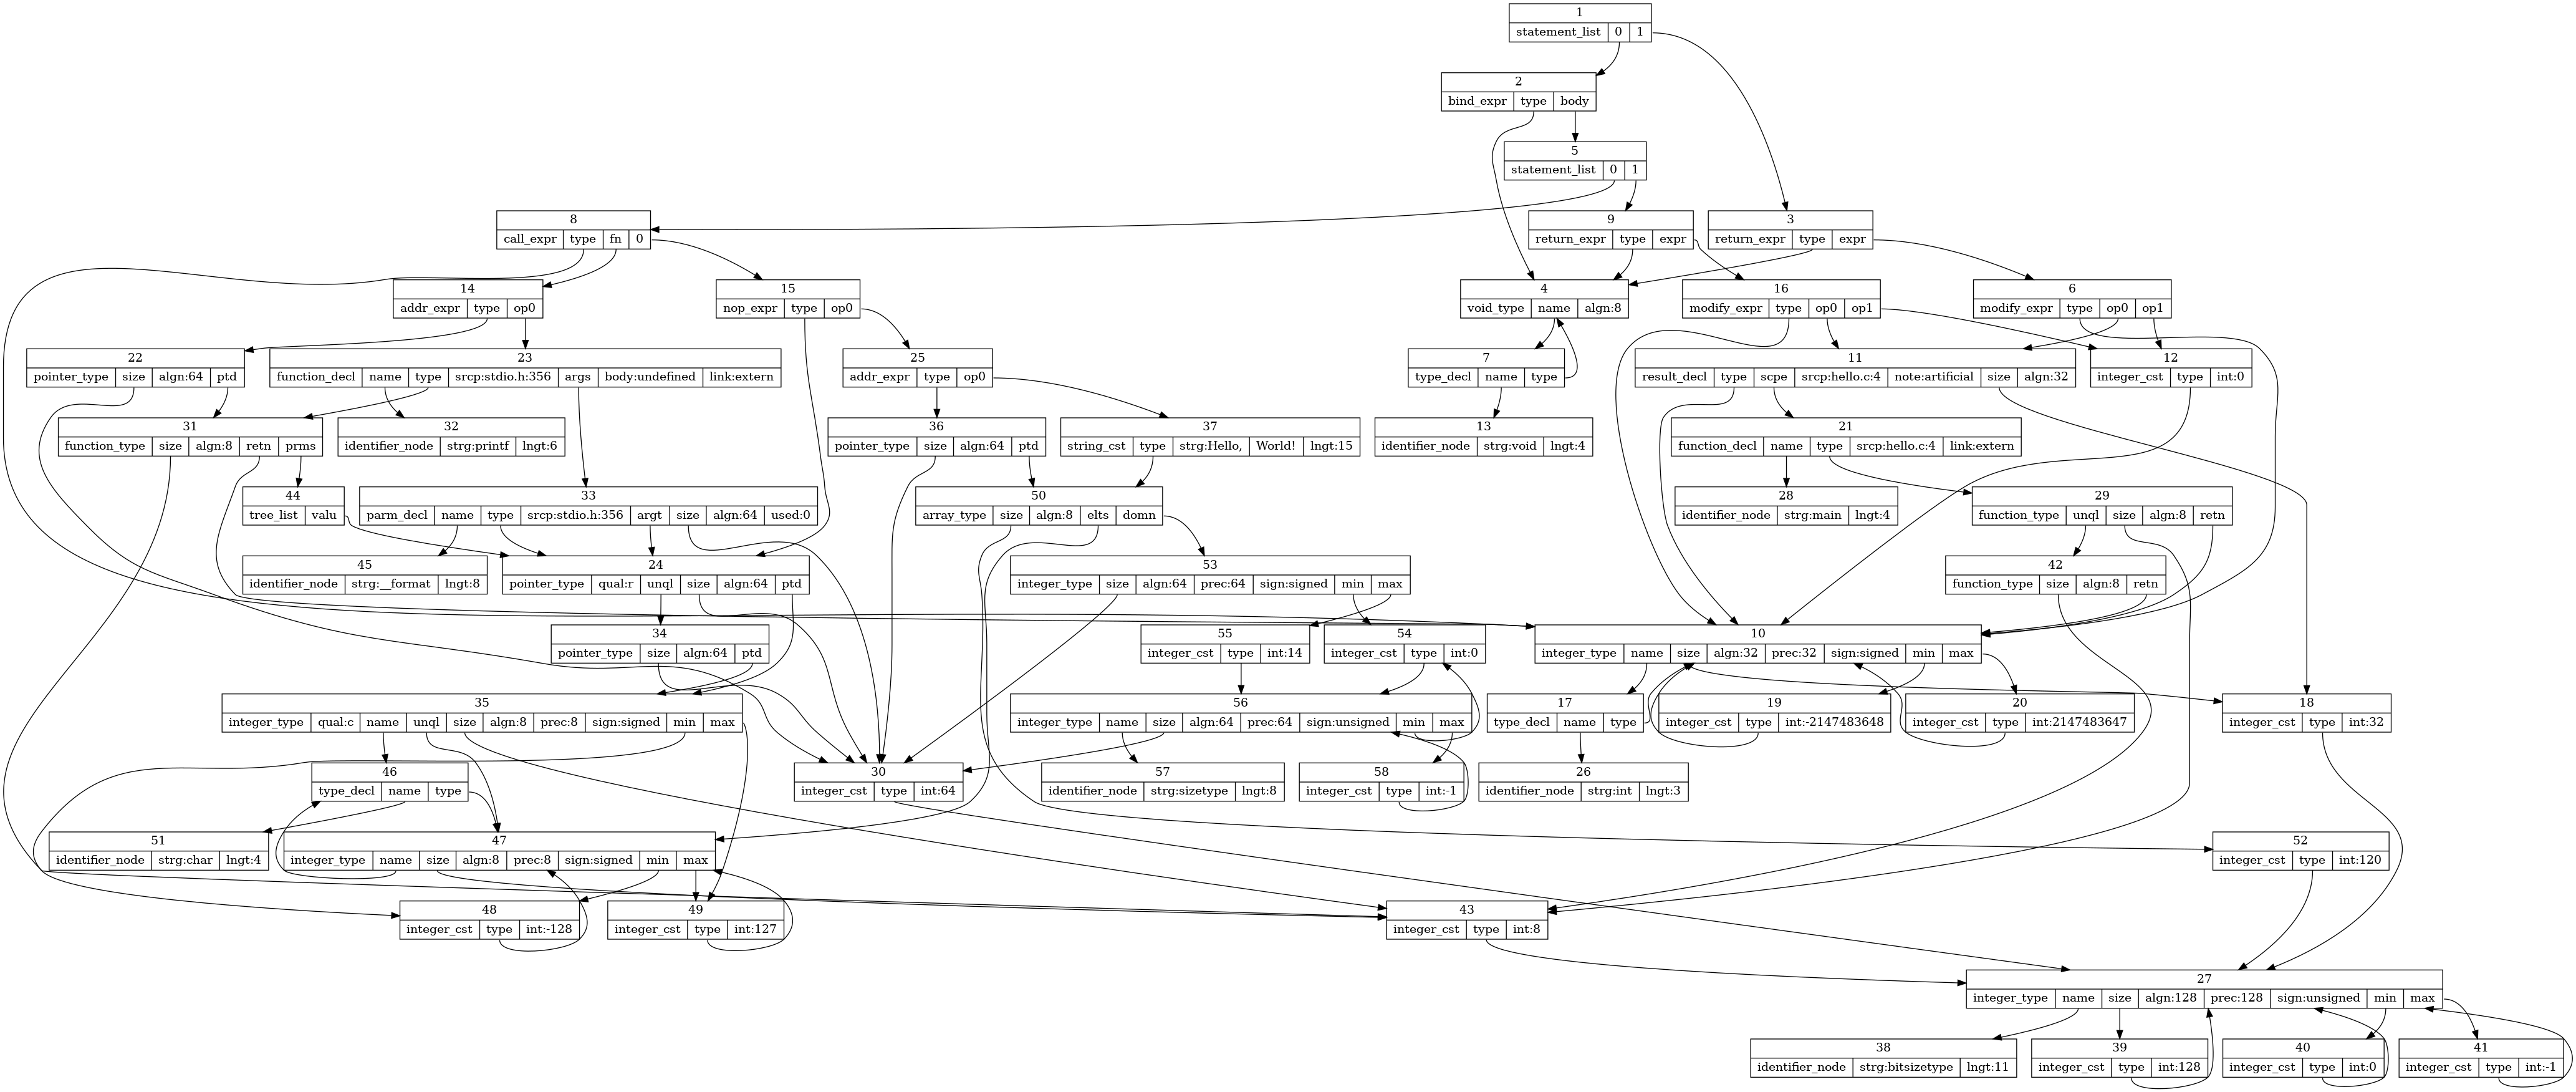 1
statement_list 0 1
2
bind_expr type body
5
statement_list 0 1
8
call_expr type fn 0
9
return_expr type expr
3
return_expr type expr
14
addr_expr type op0
15
nop_expr type op0
4
void_type name algn:8
16
modify_expr type op0 op1
6
modify_expr type op0 op1
22
pointer_type size algn:64 ptd
23
function_decl name type srcp:stdio.h:356 args body:undefined link:extern
25
addr_expr type op0
7
type_decl name type
11
result_decl type scpe srcp:hello.c:4 note:artificial size algn:32
12
integer_cst type int:0
31
function_type size algn:8 retn prms
32
identifier_node strg:printf lngt:6
36
pointer_type size algn:64 ptd
37
string_cst type strg:Hello, World! lngt:15
13
identifier_node strg:void lngt:4
21
function_decl name type srcp:hello.c:4 link:extern
44
tree_list valu
33
parm_decl name type srcp:stdio.h:356 argt size algn:64 used:0
50
array_type size algn:8 elts domn
28
identifier_node strg:main lngt:4
29
function_type unql size algn:8 retn
45
identifier_node strg:__format lngt:8
24
pointer_type qual:r unql size algn:64 ptd
53
integer_type size algn:64 prec:64 sign:signed min max
42
function_type size algn:8 retn
34
pointer_type size algn:64 ptd
55
integer_cst type int:14
54
integer_cst type int:0
10
integer_type name size algn:32 prec:32 sign:signed min max
35
integer_type qual:c name unql size algn:8 prec:8 sign:signed min max
56
integer_type name size algn:64 prec:64 sign:unsigned min max
17
type_decl name type
19
integer_cst type int:-2147483648
20
integer_cst type int:2147483647
18
integer_cst type int:32
46
type_decl name type
30
integer_cst type int:64
57
identifier_node strg:sizetype lngt:8
58
integer_cst type int:-1
26
identifier_node strg:int lngt:3
51
identifier_node strg:char lngt:4
47
integer_type name size algn:8 prec:8 sign:signed min max
52
integer_cst type int:120
48
integer_cst type int:-128
49
integer_cst type int:127
43
integer_cst type int:8
27
integer_type name size algn:128 prec:128 sign:unsigned min max
38
identifier_node strg:bitsizetype lngt:11
39
integer_cst type int:128
40
integer_cst type int:0
41
integer_cst type int:-1